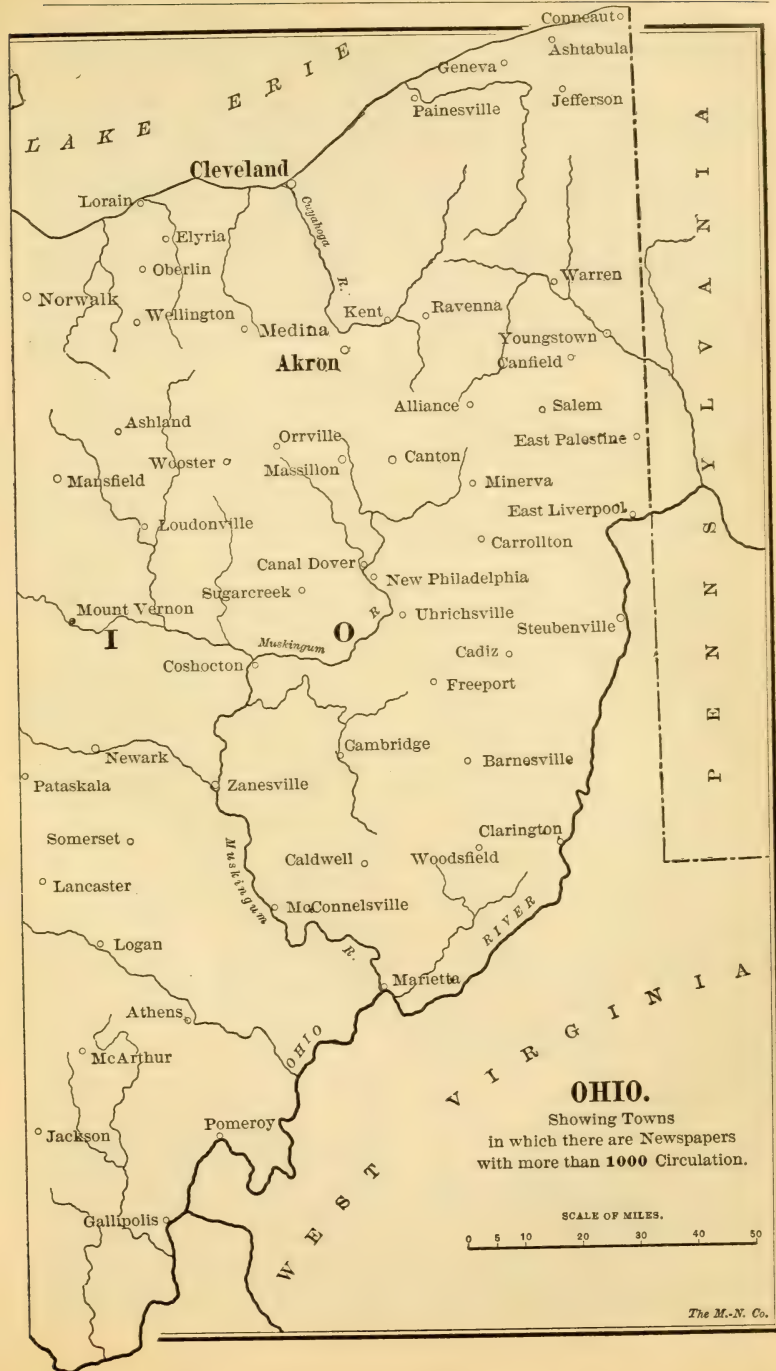 Conneaut
Ashtabula
Geneva
Jefferson
Painesville
LAKE ERIE
Cleveland
Lorain
Cuyahoga R.
Elyria
Oberlin
Warren
Norwalk
Kent
Ravenna
Wellington
Medina
Youngstown
Akron
Canfield
Alliance
Salem
Ashland
Orrville
East Palestine
Wooster
Massillon
Canton
Mansfield
Minerva
East Liverpool
Loudonville
Carrollton
Canal Dover
New Philadelphia
Sugarcreek
Mount Vernon
Uhrichsville
Steubenville
I O
Muskingum R
Cadiz
Coshocton
Freeport
PENNSYLVANIA
Cambridge
Newark
Barnesville
Pataskala
Zanesville
Clarington
Somerset
Caldwell
Woodsfield
Muskingum R.
Lancaster
McConnelsville
OHIO RIVER
Logan
Marietta
Athens
McArthur
WEST VIRGINIA
Jackson
Pomeroy
Gallipolis
OHIO.
Showing Towns
in which there are Newspapers
with more than 1000 Circulation.
SCALE OF MILES.
0 5 10 20 30 40 50
The M.-N. Co.